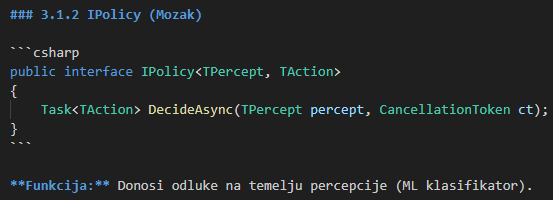 ### 3.1.2 IPolicy (Mozak)
```csharp
public interface IPolicy<TPercept, TAction>
{
    Task<TAction> DecideAsync(TPercept percept, CancellationToken ct);
}
```
**Funkcija:** Donosi odluke na temelju percepcije (ML klasifikator).